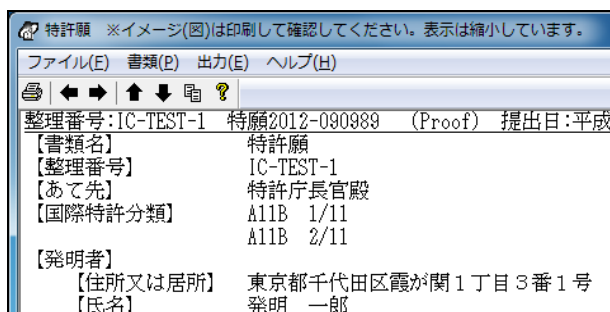 特許願 ※イメージ(図)は印刷して確認してください。表示は縮小しています。
ファイル(F) 書類(P) 出力(E) ヘルプ(H)
整理番号:IC-TEST-1 特願2012-090989 (Proof) 提出日:平成
【書類名】 特許願
【整理番号】 IC-TEST-1
【あて先】 特許庁長官殿
【国際特許分類】 A11B 1/11
A11B 2/11
【発明者】
【住所又は居所】 東京都千代田区霞が関1丁目3番1号
【氏名】 発明 一郎